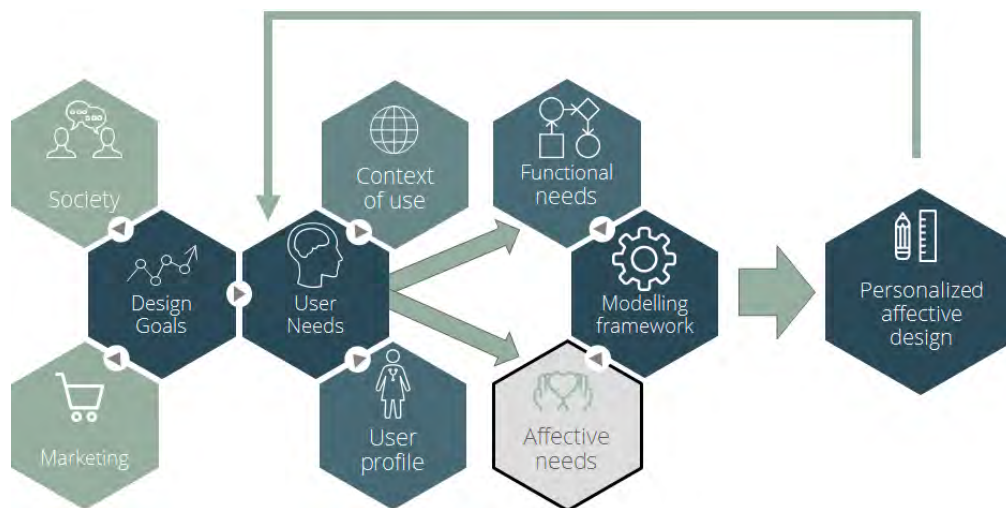 Society
Design
Goals
Marketing
User
Needs
Context
of use
User
profile
Functional
needs
Modelling
framework
Affective
needs
Personalized
affective
design